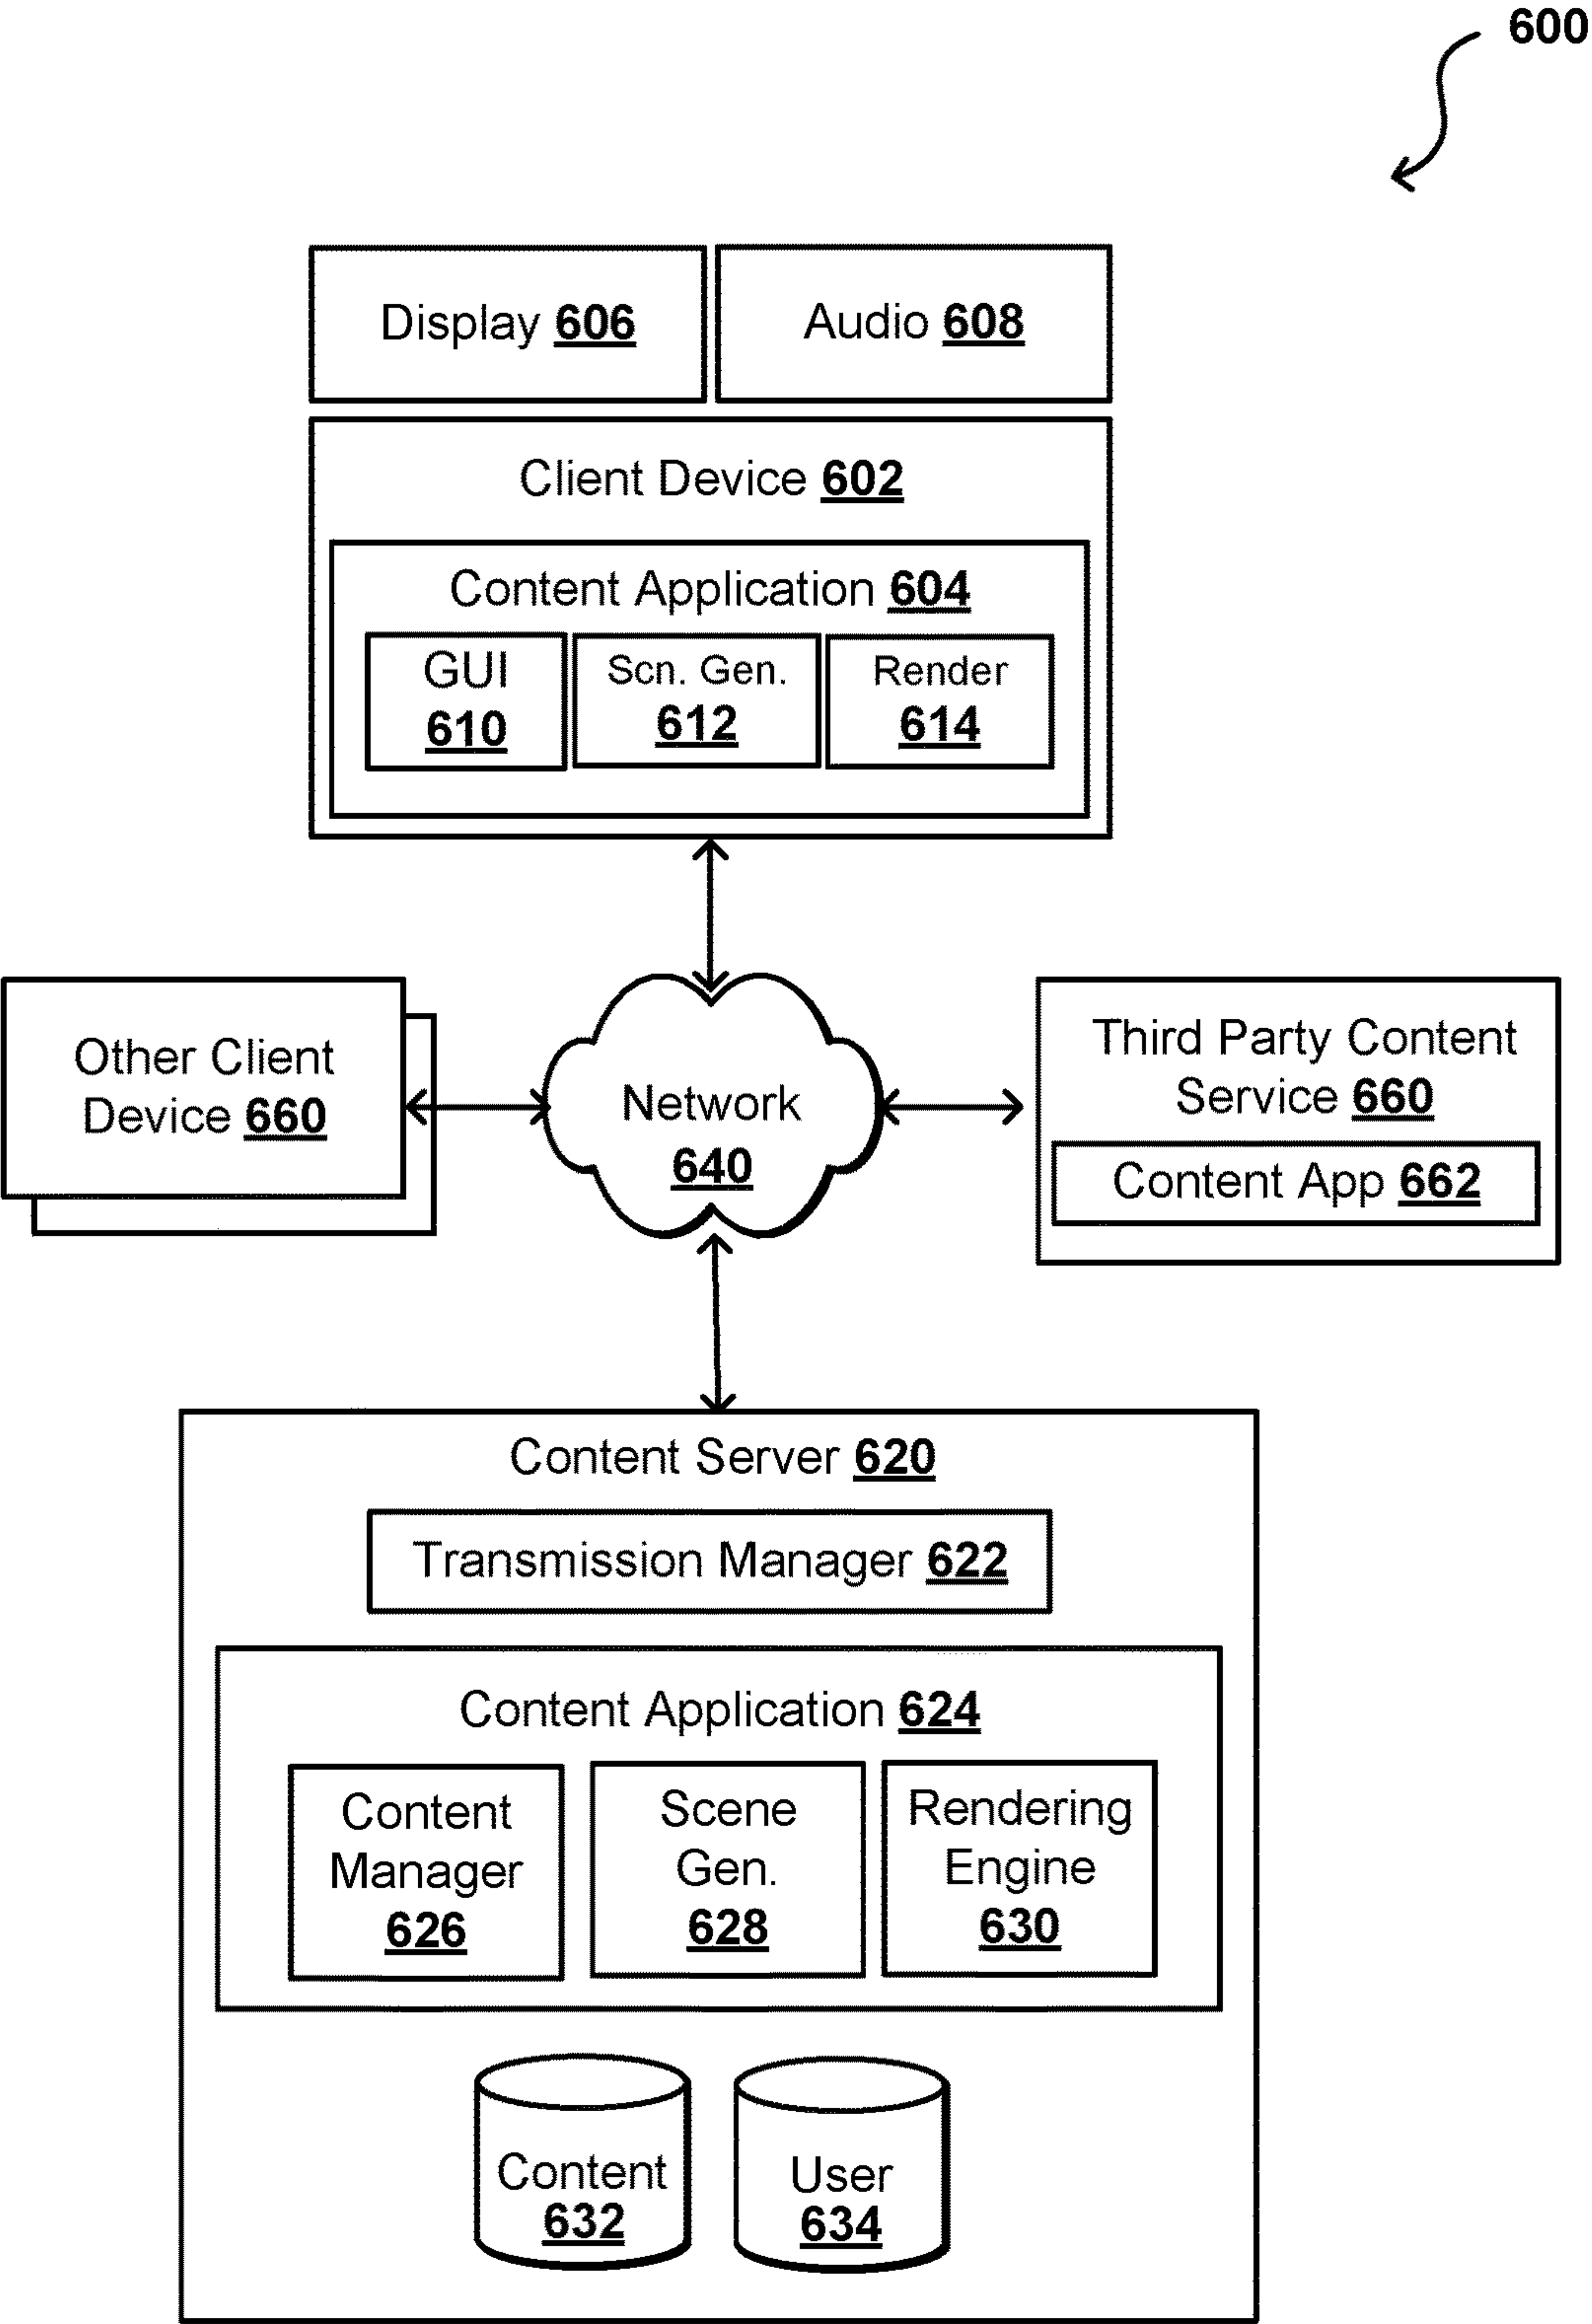 600
Display 606
Audio 608
Client Device 602
Content Application 604
GUI
610
Scn. Gen.
612
Render
614
Other Client
Device 660
Network
640
Third Party Content
Service 660
Content App 662
Content Server 620
Transmission Manager 622
Content Application 624
Content
Manager
626
Scene
Gen.
628
Rendering
Engine
630
Content
632
User
634